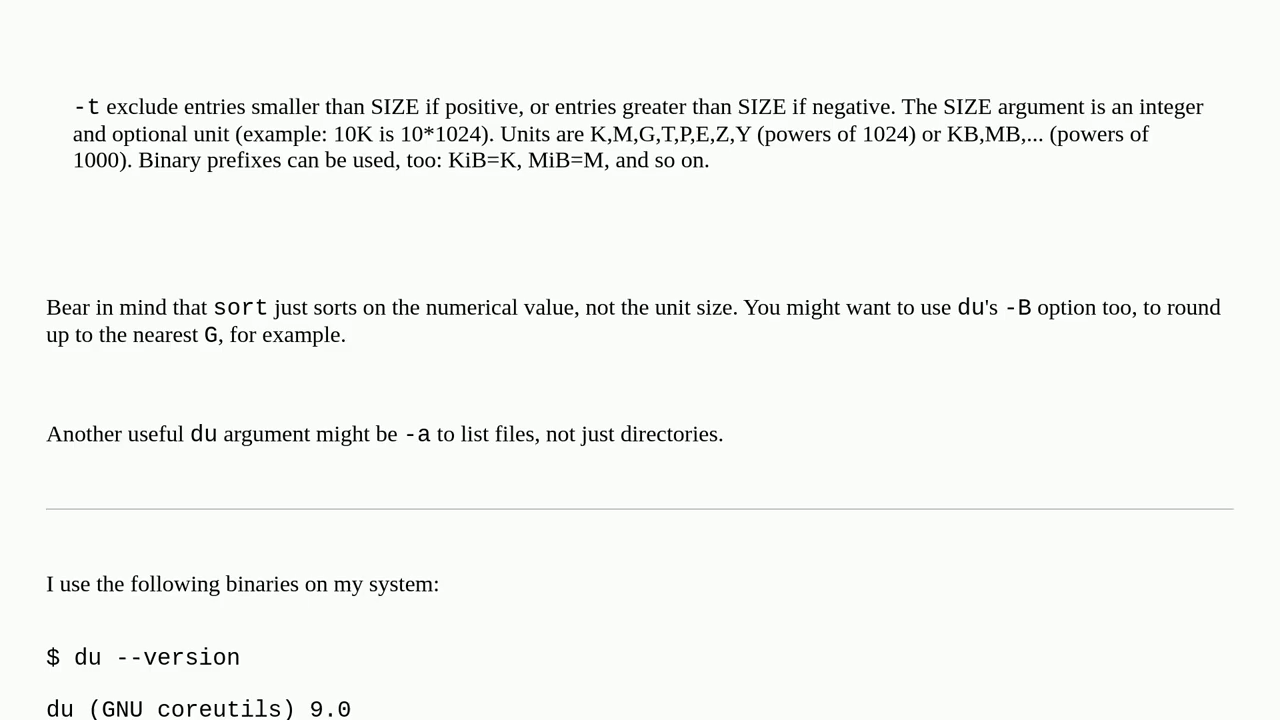 -t exclude entries smaller than SIZE if positive, or entries greater than SIZE if negative. The SIZE argument is an integer
and optional unit (example: 10K is 10*1024). Units are K,M,G,T,P,E,Z,Y (powers of 1024) or KB,MB,... (powers of
1000). Binary prefixes can be used, too: KiB=K, MiB=M, and so on.
Bear in mind that sort just sorts on the numerical value, not the unit size. You might want to use du's -B option too, to round
up to the nearest G, for example.
Another useful du argument might be -a to list files, not just directories.
I use the following binaries on my system:
$ du --version
du (GNU coreutils) 9.0